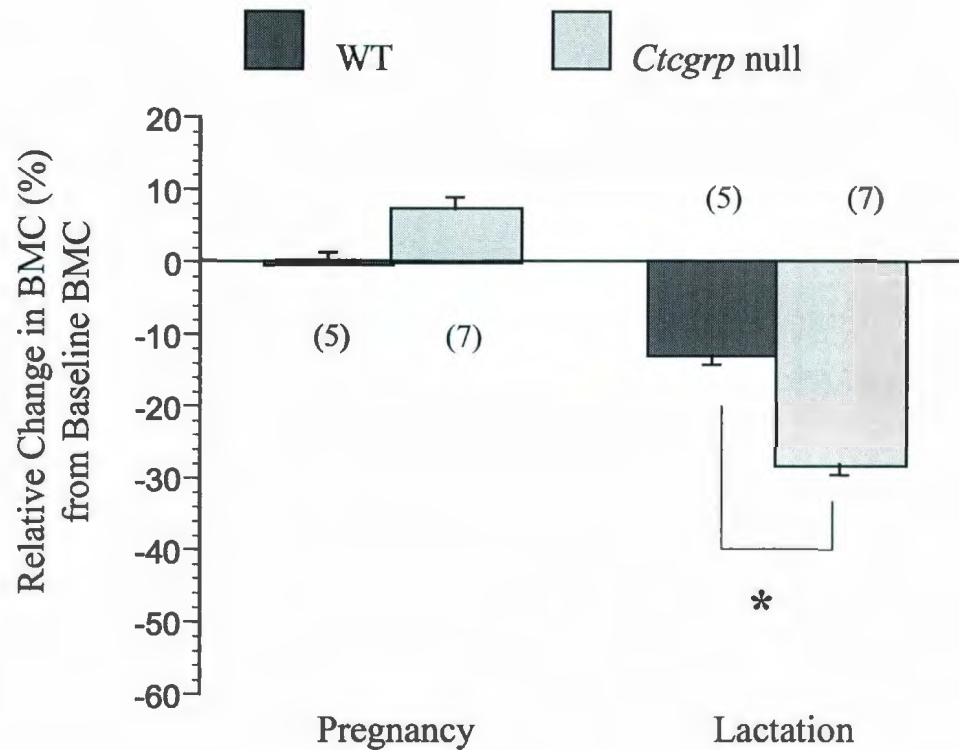 WT
Ctcgrp null
Relative Change in BMC (%)
from Baseline BMC
20
10
0
-10
-20
-30
-40
-50
-60
(5)
(7)
(5)
(7)
*
Pregnancy
Lactation